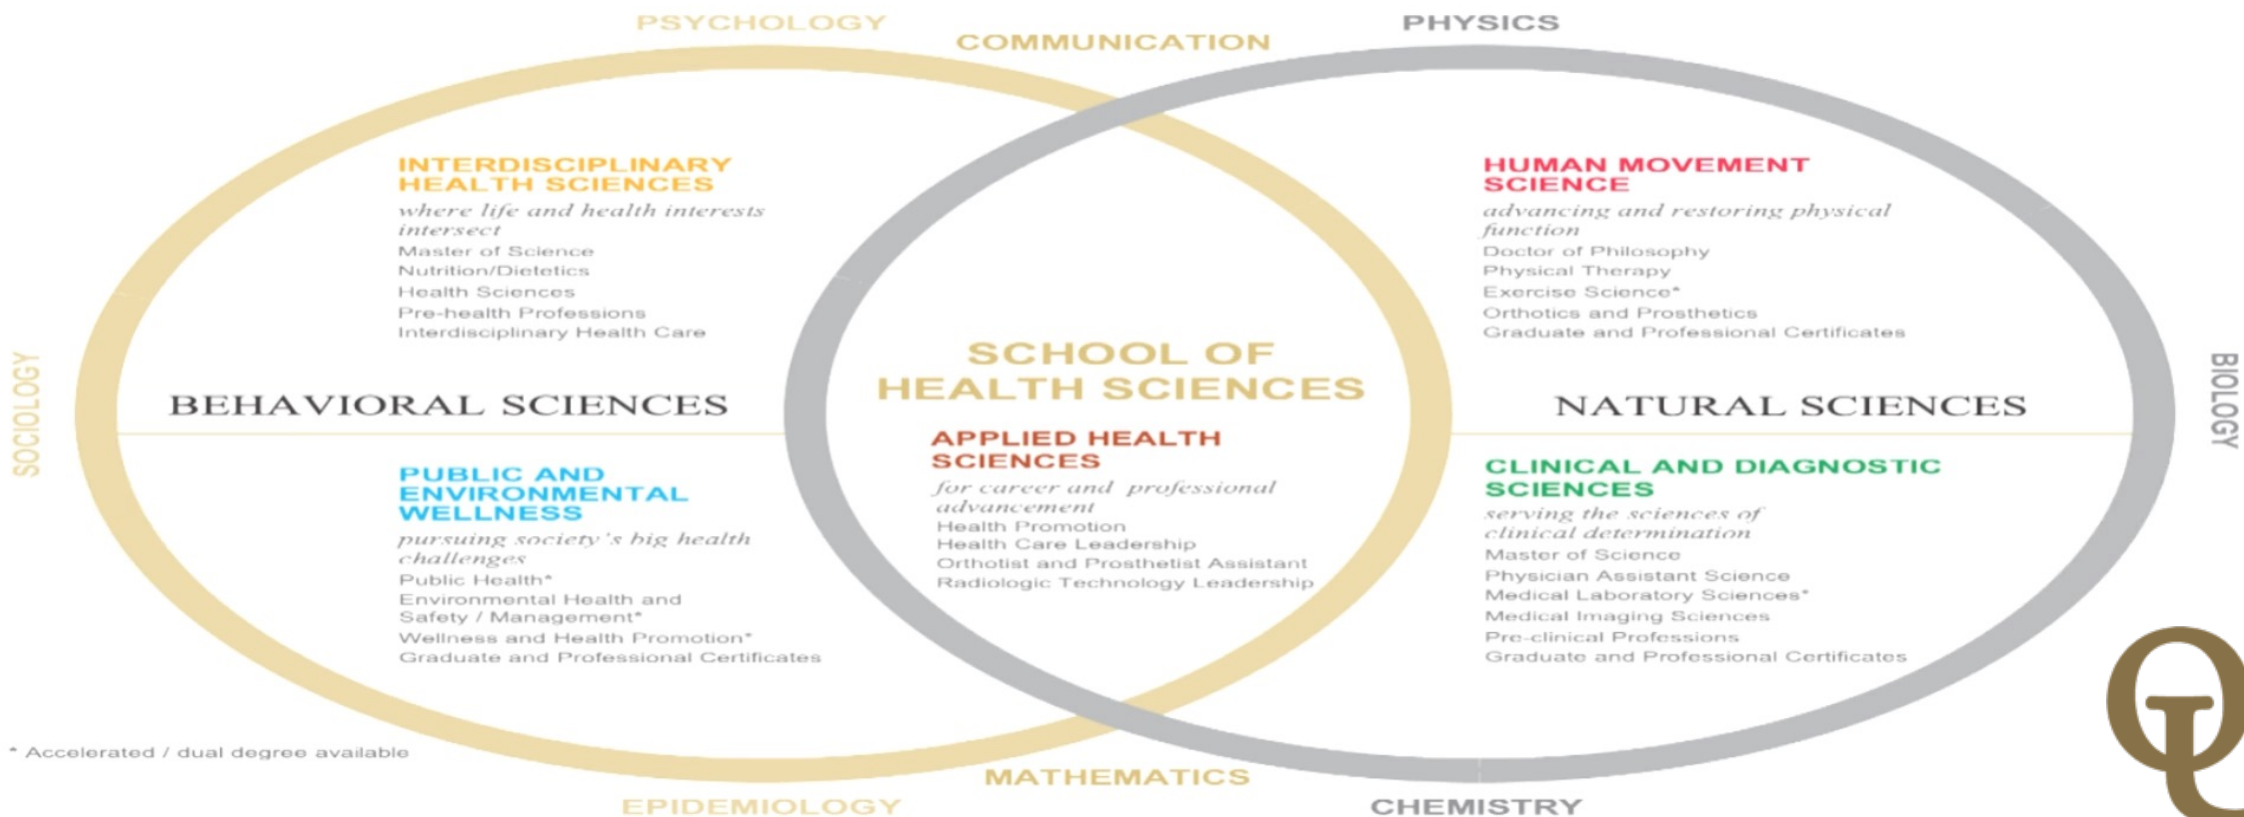 PSYCHOLOGY
COMMUNICATION
PHYSICS
SOCIOLOGY
BEHAVIORAL SCIENCES
INTERDISCIPLINARY
HEALTH SCIENCES
where life and health interests
intersect
Master of Science
Nutrition/Dietetics
Health Sciences
Pre-health Professions
Interdisciplinary Health Care
PUBLIC AND
ENVIRONMENTAL
WELLNESS
pursuing society's big health
challenges
Public Health*
Environmental Health and
Safety / Management*
Wellness and Health Promotion*
Graduate and Professional Certificates
SCHOOL OF
HEALTH SCIENCES
APPLIED HEALTH
SCIENCES
for career and professional
advancement
Health Promotion
Health Care Leadership
Orthotist and Prosthetist Assistant
Radiologic Technology Leadership
HUMAN MOVEMENT
SCIENCE
advancing and restoring physical
function
Doctor of Philosophy
Physical Therapy
Exercise Science*
Orthotics and Prosthetics
Graduate and Professional Certificates
NATURAL SCIENCES
CLINICAL AND DIAGNOSTIC
SCIENCES
serving the sciences of
clinical determination
Master of Science
Physician Assistant Science
Medical Laboratory Sciences*
Medical Imaging Sciences
Pre-clinical Professions
Graduate and Professional Certificates
BIOLOGY
* Accelerated / dual degree available
MATHEMATICS
EPIDEMIOLOGY
CHEMISTRY